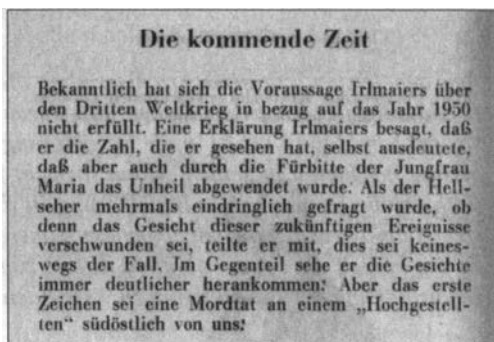 Die kommende Zeit
Bekanntlich hat sich die Voraussage Irlmaiers über
den Dritten Weltkrieg in bezug auf das Jahr 1950
nicht erfüllt. Eine Erklärung Irlmaiers besagt, daß
er die Zahl, die er gesehen hat, selbst ausdeutete,
daß aber auch durch die Fürbitte der Jungfrau
Maria das Unheil abgewendet wurde. Als der Hell-
seher mehrmals eindringlich gefragt wurde, ob
denn das Gesicht dieser zukünftigen Ereignisse
verschwunden sei, teilte er mit, dies sei keines-
wegs der Fall. Im Gegenteil sehe er die Gesichte
immer deutlicher herankommen. Aber das erste
Zeichen sei eine Mordtat an einem „Hochgestell-
ten“ südöstlich von uns.